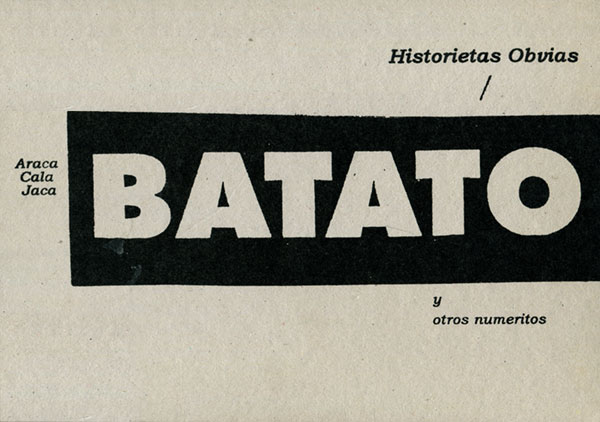 Historietas Obvias
/
Araca
Cala
Jaca
BATATO
y
otros numeritos